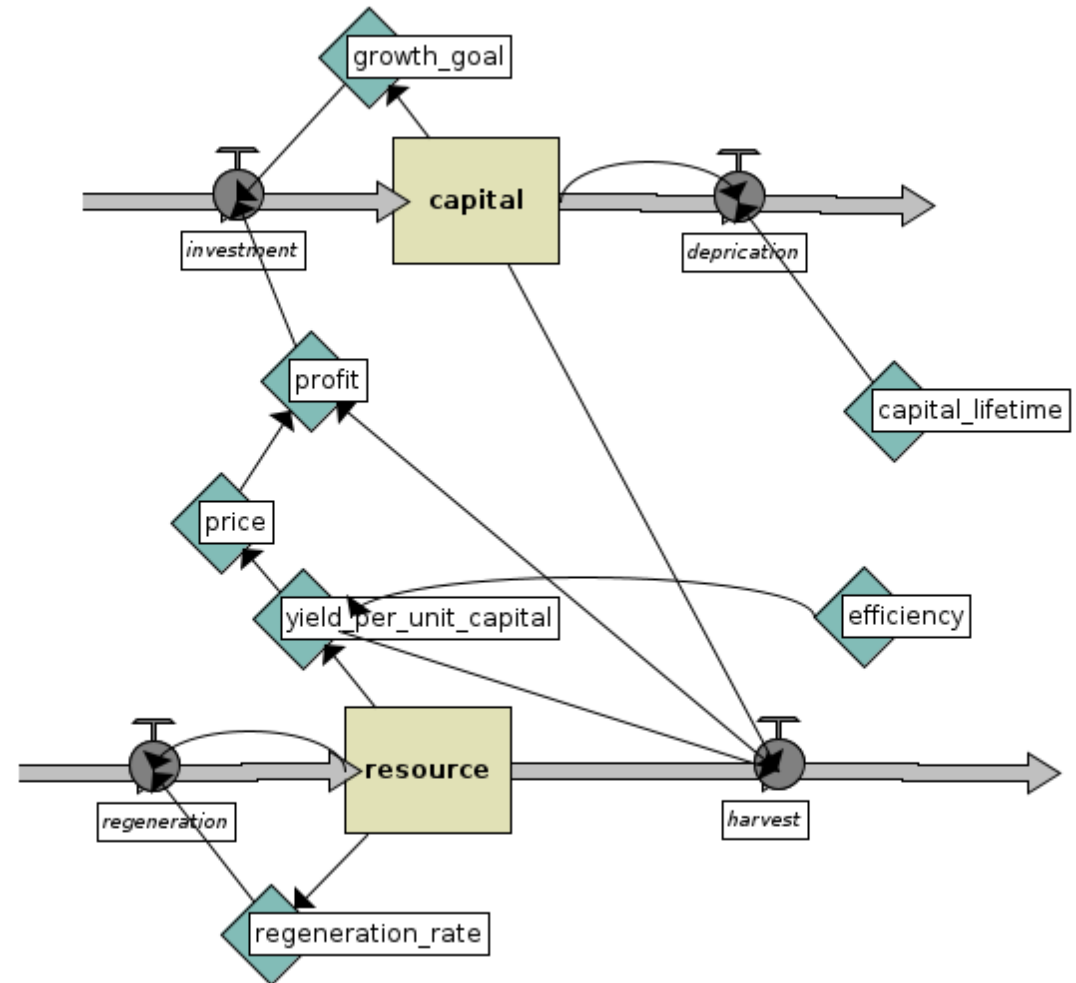 growth_goal
capital
investment
deprication
profit
capital_lifetime
price
yield_per_unit_capital
efficiency
resource
regeneration
harvest
regeneration_rate